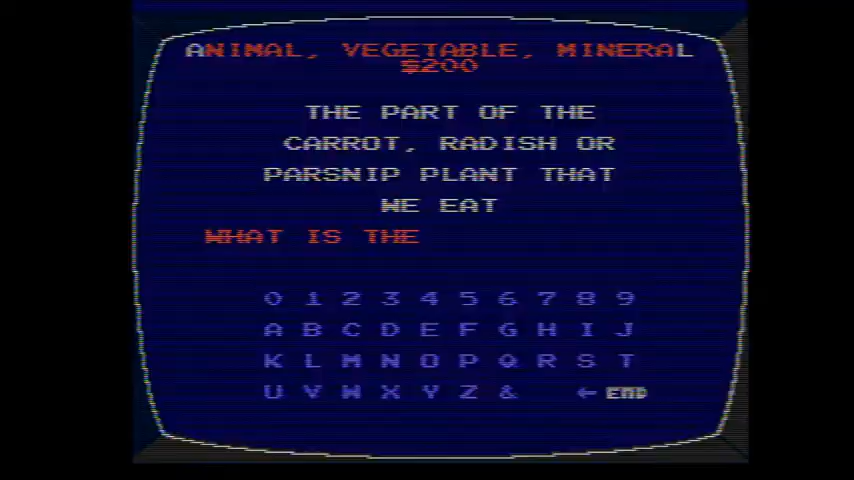 ANIMAL, VEGETABLE, MINERAL
$200
THE PART OF THE
CARROT, RADISH OR
PARSNIP PLANT THAT
WE EAT
WHAT IS THE
0 1 2 3 4 5 6 7 8 9
A B C D E F G H I J
K L M N O P Q R S T
U V W X Y Z & ← END